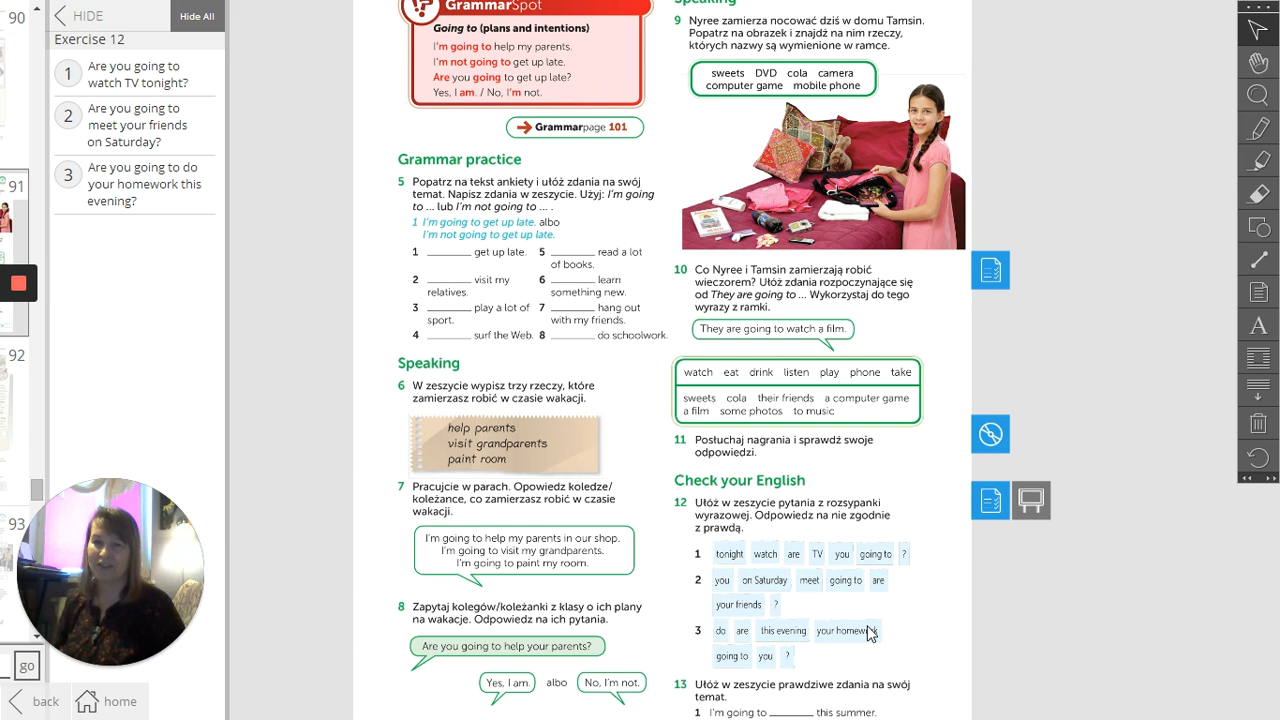 HIDE
Hide All
Exercise 12
1 Are you going to
watch TV tonight?
2 Are you going to
meet your friends
on Saturday?
3 Are you going to do
your homework this
evening?
90
91
92
93
go
back
home
GrammarSpot
Going to (plans and intentions)
I'm going to help my parents.
I'm not going to get up late.
Are you going to get up late?
Yes, I am. / No, I'm not.
Grammar page 101
Grammar practice
5 Popatrz na tekst ankiety i ułóż zdania na swój
temat. Napisz zdania w zeszycie. Użyj: I'm going
to ... lub I'm not going to ... .
1 I'm going to get up late. albo
I'm not going to get up late.
1 ________ get up late.
2 ________ visit my
relatives.
3 ________ play a lot of
sport.
4 ________ surf the Web.
5 ________ read a lot
of books.
6 ________ learn
something new.
7 ________ hang out
with my friends.
8 ________ do schoolwork.
Speaking
6 W zeszycie wypisz trzy rzeczy, które
zamierzasz robić w czasie wakacji.
help parents
visit grandparents
paint room
7 Pracujcie w parach. Opowiedz koledze/
koleżance, co zamierzasz robić w czasie
wakacji.
I'm going to help my parents in our shop.
I'm going to visit my grandparents.
I'm going to paint my room.
8 Zapytaj kolegów/koleżanki z klasy o ich plany
na wakacje. Odpowiedz na ich pytania.
Are you going to help your parents?
Yes, I am. albo No, I'm not.
Speaking
9 Nyree zamierza nocować dziś w domu Tamsin.
Popatrz na obrazek i znajdź na nim rzeczy,
których nazwy są wymienione w ramce.
sweets DVD cola camera
computer game mobile phone
10 Co Nyree i Tamsin zamierzają robić
wieczorem? Ułóż zdania rozpoczynające się
od They are going to ... Wykorzystaj do tego
wyrazy z ramki.
They are going to watch a film.
watch eat drink listen play phone take
sweets cola their friends a computer game
a film some photos to music
11 Posłuchaj nagrania i sprawdź swoje
odpowiedzi.
Check your English
12 Ułóż w zeszycie pytania z rozsypanki
wyrazowej. Odpowiedz na nie zgodnie
z prawdą.
1 tonight watch are TV you going to ?
2 you on Saturday meet going to are
your friends ?
3 do are this evening your homework
going to you ?
13 Ułóż w zeszycie prawdziwe zdania na swój
temat.
1 I'm going to ________ this summer.